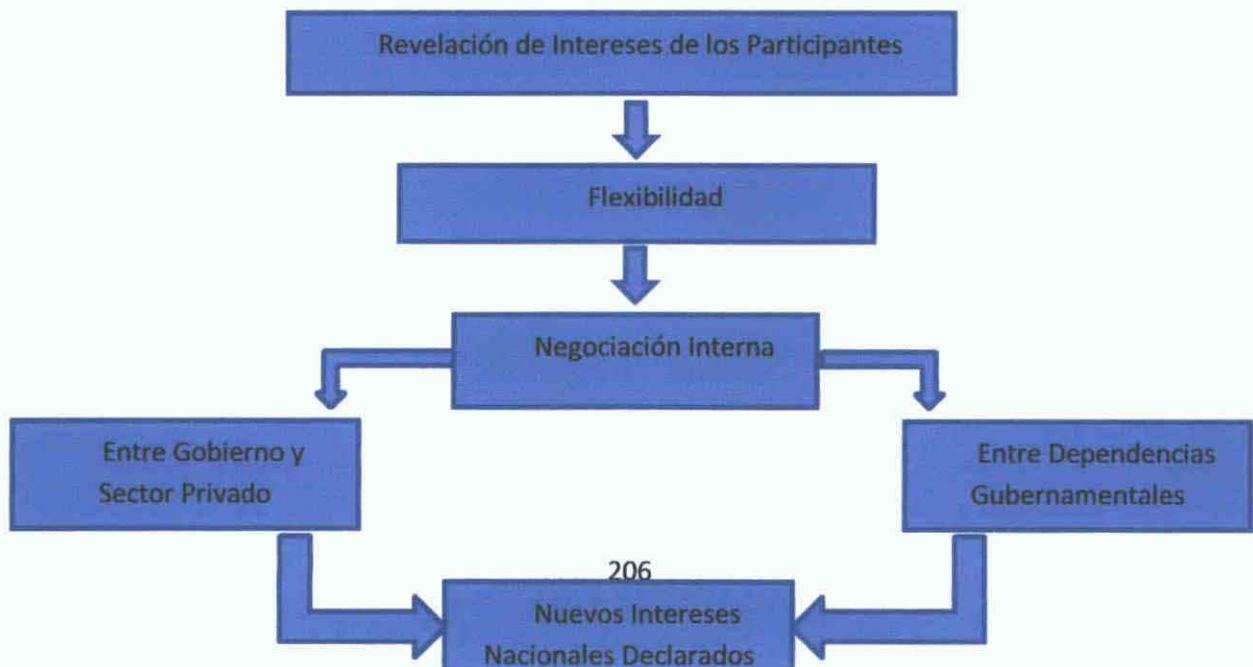 Revelación de Intereses de los Participantes
Flexibilidad
Negociación Interna
Entre Gobierno y
Sector Privado
Entre Dependencias
Gubernamentales
206
Nuevos Intereses
Nacionales Declarados